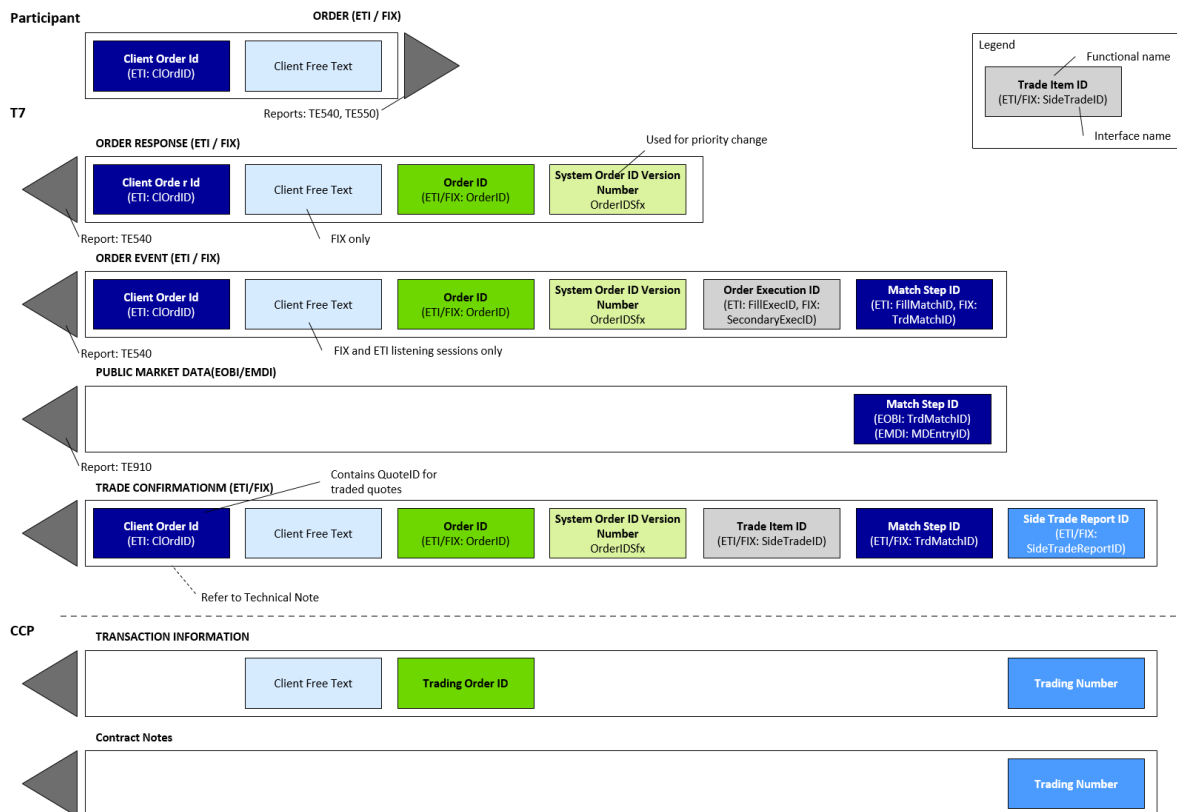 Participant
ORDER (ETI / FIX)
Client Order Id
(ETI: ClOrdID)
Client Free Text
Reports: TE540, TE550)
Legend
Functional name
Trade Item ID
(ETI/FIX: SideTradeID)
Interface name
T7
ORDER RESPONSE (ETI / FIX)
Used for priority change
Client Orde r Id
(ETI: ClOrdID)
Client Free Text
Order ID
(ETI/FIX: OrderID)
System Order ID Version
Number
OrderIDSfx
Report: TE540
FIX only
ORDER EVENT (ETI / FIX)
Client Order Id
(ETI: ClOrdID)
Client Free Text
Order ID
(ETI/FIX: OrderID)
System Order ID Version
Number
OrderIDSfx
Order Execution ID
(ETI: FillExecID, FIX:
SecondaryExecID)
Match Step ID
(ETI: FillMatchID, FIX:
TrdMatchID)
Report: TE540
FIX and ETI listening sessions only
PUBLIC MARKET DATA(EOBI/EMDI)
Match Step ID
(EOBI: TrdMatchID)
(EMDI: MDEntryID)
Report: TE910
Contains QuoteID for
traded quotes
TRADE CONFIRMATIONM (ETI/FIX)
Client Order Id
(ETI: ClOrdID)
Client Free Text
Order ID
(ETI/FIX: OrderID)
System Order ID Version
Number
OrderIDSfx
Trade Item ID
(ETI/FIX: SideTradeID)
Match Step ID
(ETI/FIX: TrdMatchID)
Side Trade Report ID
(ETI/FIX:
SideTradeReportID)
Refer to Technical Note
CCP
TRANSACTION INFORMATION
Client Free Text
Trading Order ID
Trading Number
Contract Notes
Trading Number